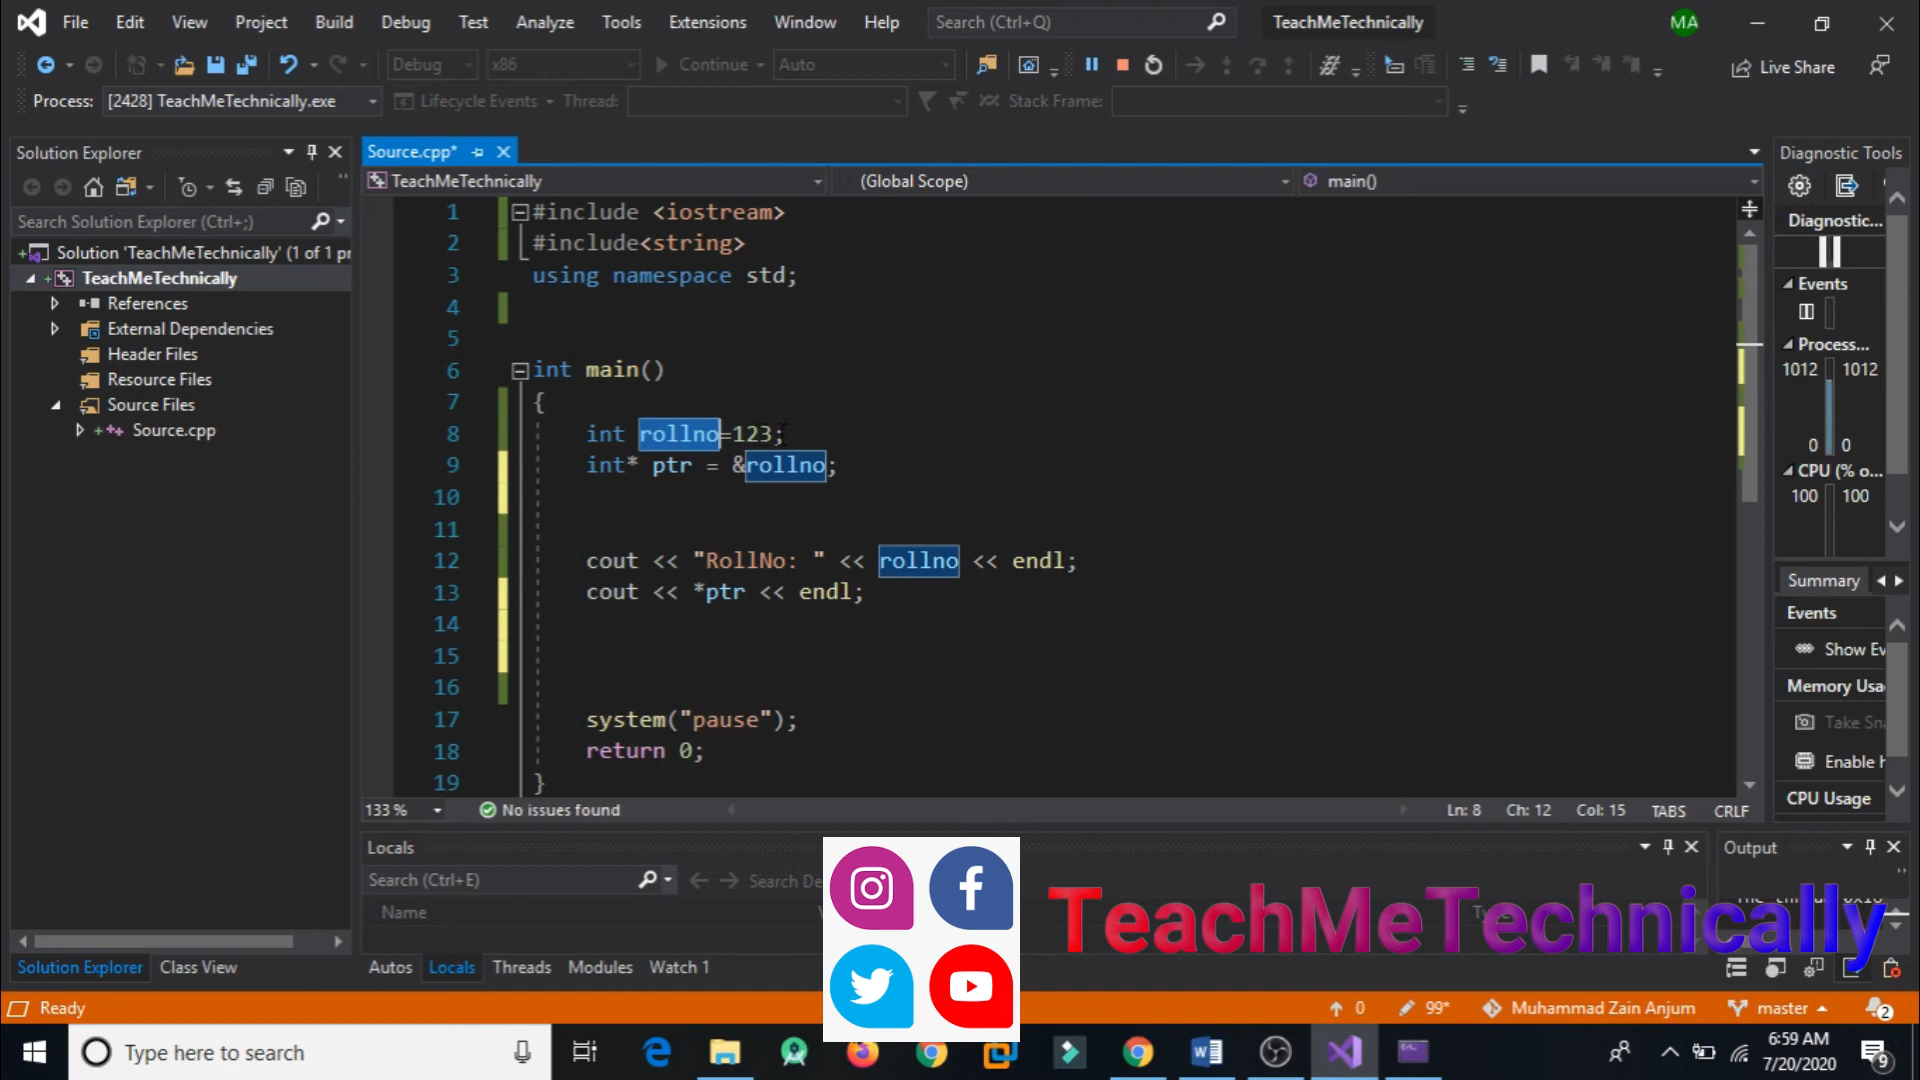 File Edit View Project Build Debug Test Analyze Tools Extensions Window Help Search (Ctrl+Q) TeachMeTechnically MA
Debug x86 Continue Auto Live Share
Process: [2428] TeachMeTechnically.exe Lifecycle Events Thread: Stack Frame:
Solution Explorer
Search Solution Explorer (Ctrl+;)
Solution 'TeachMeTechnically' (1 of 1 pr
TeachMeTechnically
References
External Dependencies
Header Files
Resource Files
Source Files
Source.cpp
Solution Explorer Class View
Source.cpp*
TeachMeTechnically (Global Scope) main()
1 #include <iostream>
2 #include<string>
3 using namespace std;
4
5
6 int main()
7 {
8 int rollno=123;
9 int* ptr = &rollno;
10
11
12 cout << "RollNo: " << rollno << endl;
13 cout << *ptr << endl;
14
15
16
17 system("pause");
18 return 0;
19 }
133 % No issues found Ln: 8 Ch: 12 Col: 15 TABS CRLF
Diagnostic Tools
Diagnostic...
Events
Process...
1012 1012
0 0
CPU (% o...
100 100
Summary
Events
Show Ev
Memory Usa
Take Sna
Enable h
CPU Usage
Locals
Search (Ctrl+E) Search De
Name
Autos Locals Threads Modules Watch 1
Output
TeachMeTechnically
Ready 0 99* Muhammad Zain Anjum master 2
Type here to search
6:59 AM
7/20/2020
9